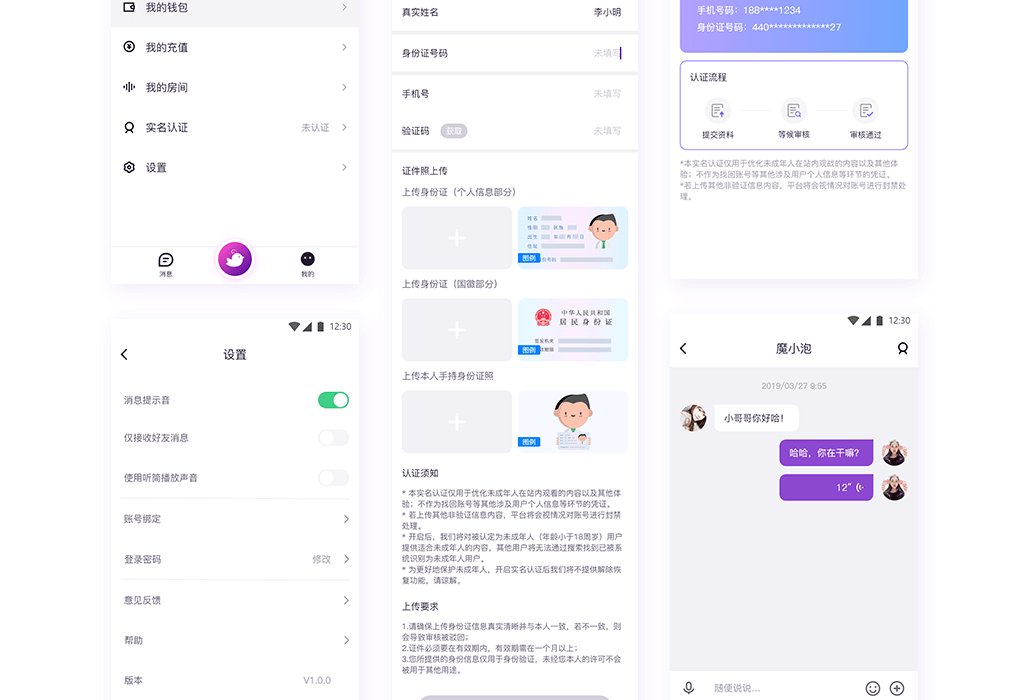 我的钱包
我的充值
我的房间
实名认证 未认证
设置
消息
我的
12:30
设置
消息提示音
仅接收好友消息
使用听筒播放声音
账号绑定
登录密码 修改
意见反馈
帮助
版本 V1.0.0
真实姓名 李小明
身份证号码 未填写
手机号 未填写
验证码 获取 未填写
证件照上传
上传身份证（个人信息部分）
姓名
性别 民族
出生 年 月 日
住址
图例 份号码
上传身份证（国徽部分）
中华人民共和国
居民身份证
签发机关
图例 效期限
上传本人手持身份证照
图例
认证须知
* 本实名认证仅用于优化未成年人在站内观看的内容以及其他体
验；不作为找回账号等其他涉及用户个人信息等环节的凭证。
* 若上传其他非验证信息内容，平台将会视情况对账号进行封禁
处理。
* 开启后，我们将对被认定为未成年人（年龄小于18周岁）用户
提供适合未成年人的内容，其他用户将无法通过搜索找到已被系
统识别为未成年人用户。
* 为更好地保护未成年人，开启实名认证后我们将不提供解除恢
复功能，请谅解。
上传要求
1.请确保上传身份证信息真实清晰并与本人一致，若不一致，则
会导致审核被驳回；
2.证件必须要在有效期内，有效期需在一个月以上；
3.您所提供的身份信息仅用于身份验证，未经您本人的许可不会
被用于其他用途。
手机号码：188****1234
身份证号码：440**************27
认证流程
提交资料 等候审核 审核通过
*本实名认证仅用于优化未成年人在站内观战的内容以及其他体
验；不作为找回账号等其他涉及用户个人信息等环节的凭证。
*若上传其他非验证信息内容，平台将会视情况对账号进行封禁处
理。
12:30
魔小泡
2019/03/27 9:55
小哥哥你好哈！
哈哈，你在干嘛？
12"
随便说说...